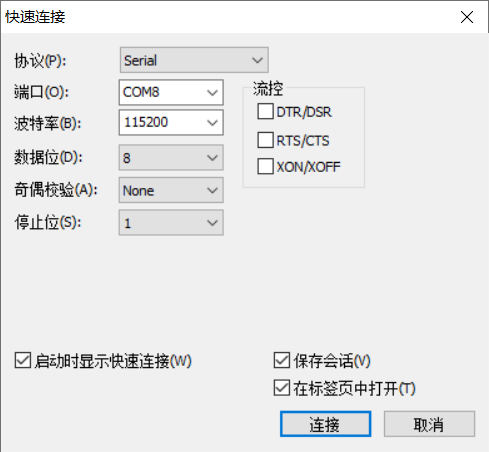 快速连接
协议(P): Serial
端口(O): COM8
流控
波特率(B): 115200
DTR/DSR
RTS/CTS
数据位(D): 8
XON/XOFF
奇偶校验(A): None
停止位(S): 1
启动时显示快速连接(W)
保存会话(V)
在标签页中打开(T)
连接
取消